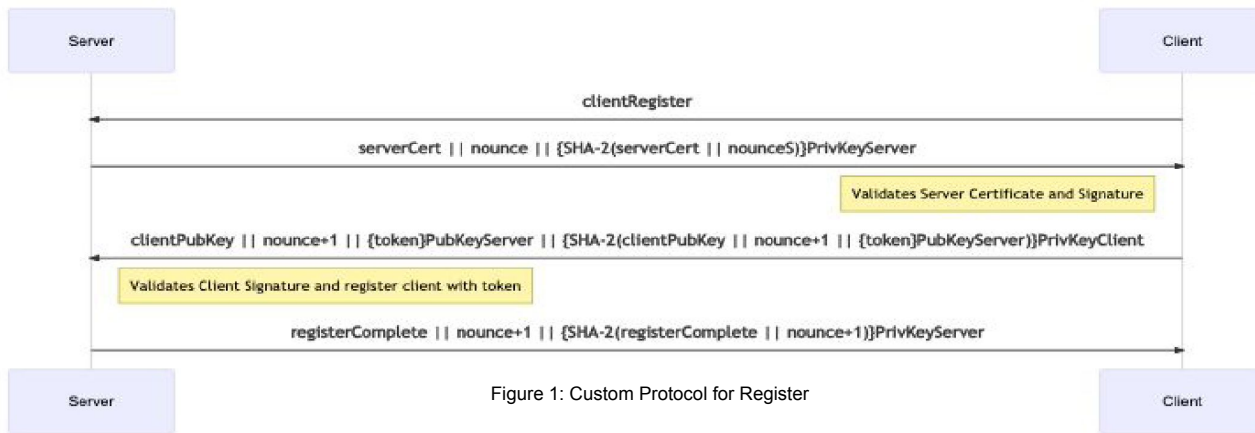 Server
Client
clientRegister
serverCert || nounce || {SHA-2(serverCert || nounceS)}PrivKeyServer
Validates Server Certificate and Signature
clientPubKey || nounce+1 || {token}PubKeyServer || {SHA-2(clientPubKey || nounce+1 || {token}PubKeyServer)}PrivKeyClient
Validates Client Signature and register client with token
registerComplete || nounce+1 || {SHA-2(registerComplete || nounce+1)}PrivKeyServer
Server
Figure 1: Custom Protocol for Register
Client